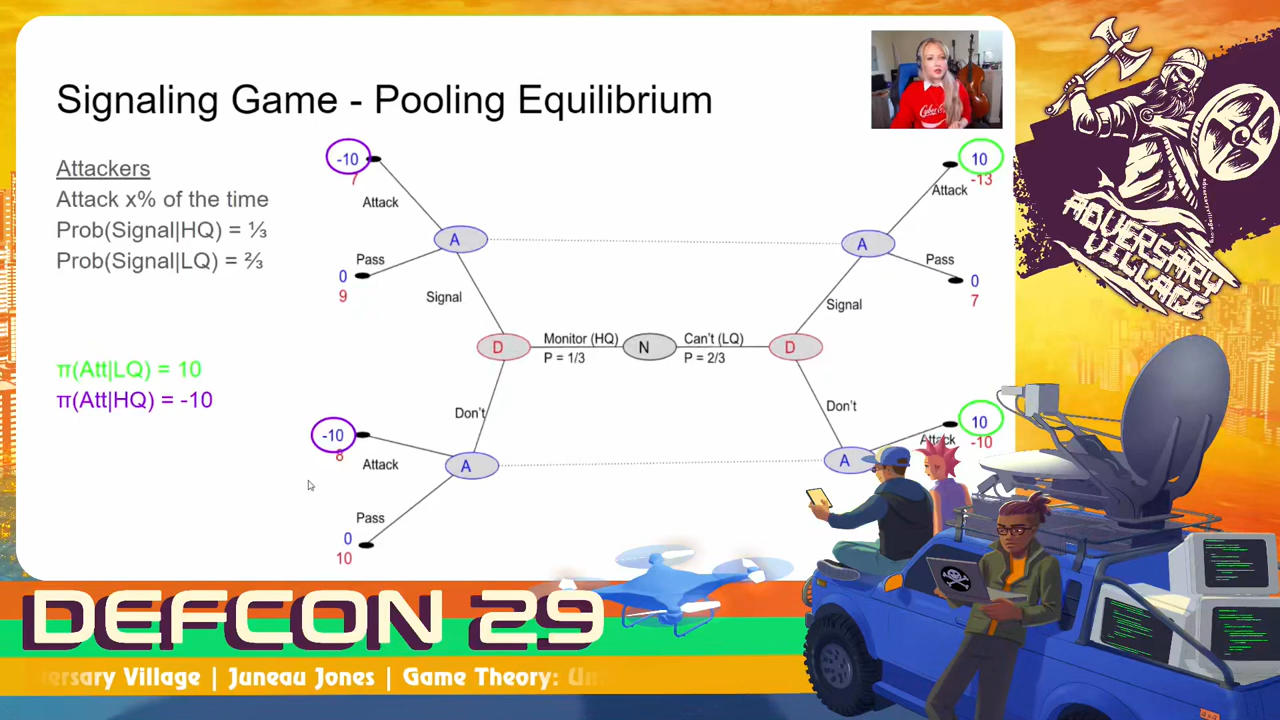 Signaling Game - Pooling Equilibrium
Attackers
Attack x% of the time
Prob(Signal|HQ) = ⅓
Prob(Signal|LQ) = ⅔
π(Att|LQ) = 10
π(Att|HQ) = -10
-10
7
Attack
A
Pass
0
9
Signal
D
Monitor (HQ)
P = 1/3
N
Can't (LQ)
P = 2/3
D
Don't
-10
8
Attack
A
Pass
0
10
10
-13
Attack
A
Pass
0
7
Signal
Don't
10
-10
Attack
A
ADVERSARY
VILLAGE
DEFCON 29
ersary Village | Juneau Jones | Game Theory: